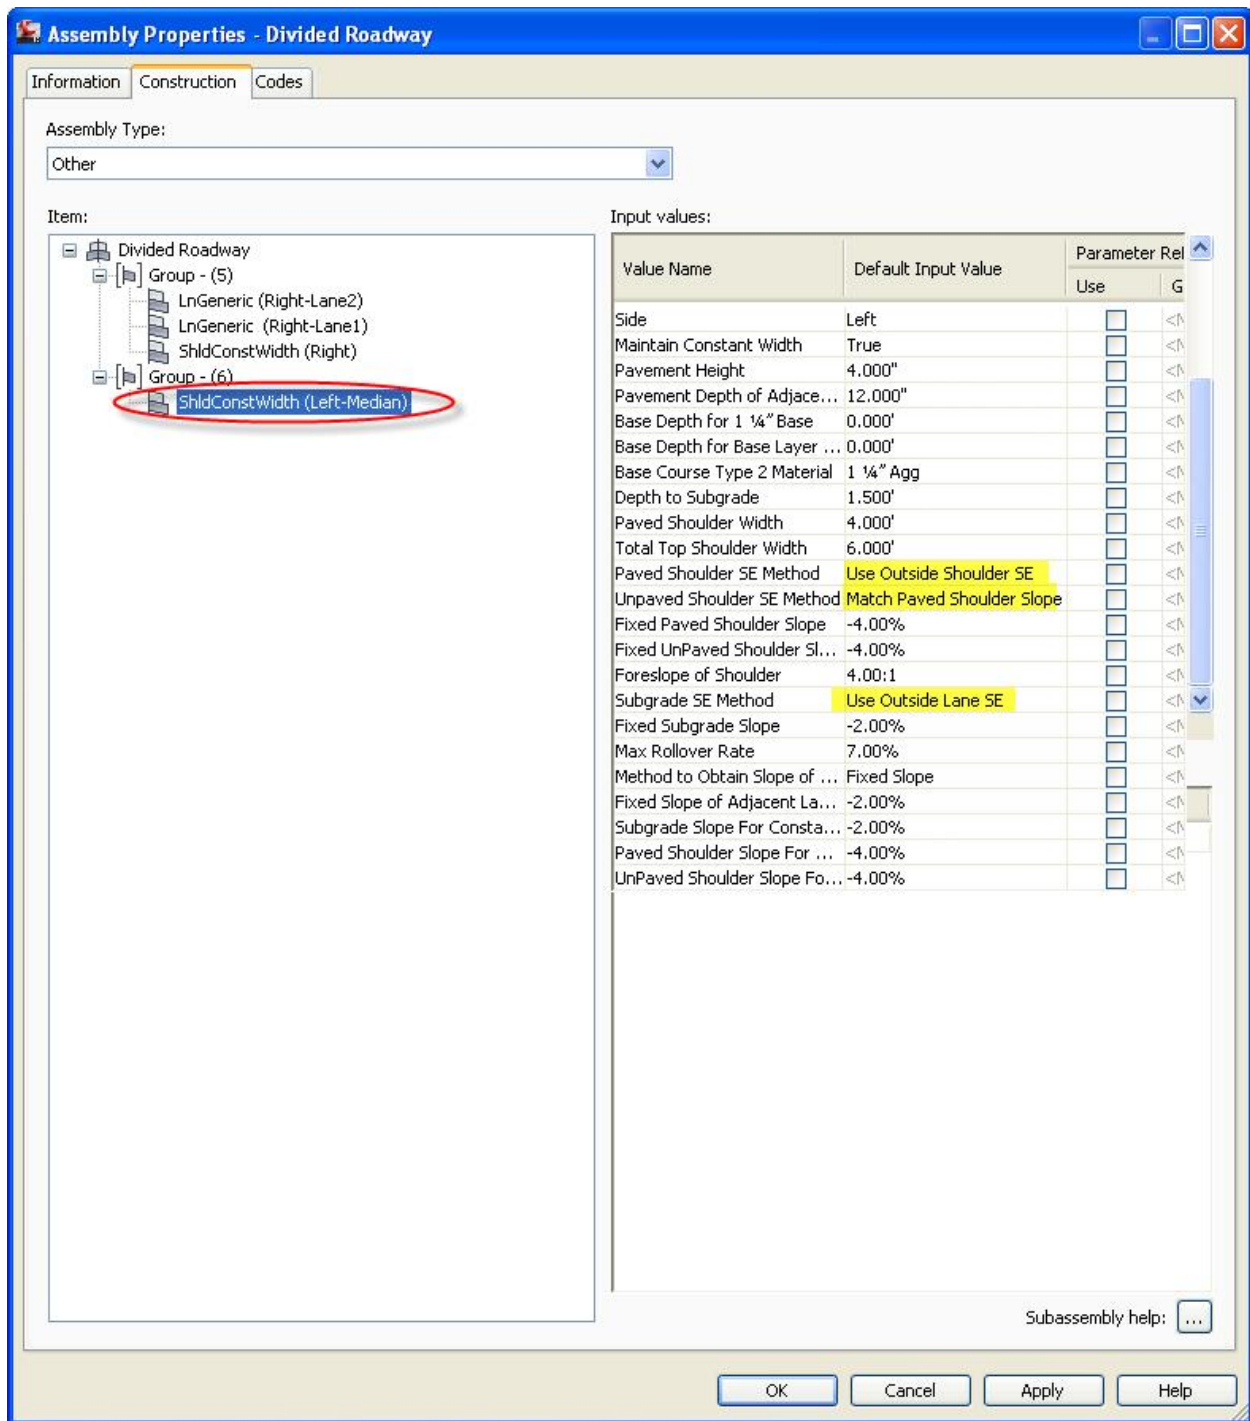 Assembly Properties - Divided Roadway
Information Construction Codes
Assembly Type:
Other
Item:
Divided Roadway
Group - (5)
LnGeneric (Right-Lane2)
LnGeneric (Right-Lane1)
ShldConstWidth (Right)
Group - (6)
ShldConstWidth (Left-Median)
Input values:
Value Name Default Input Value Parameter Rel
Use G
Side Left <N
Maintain Constant Width True <N
Pavement Height 4.000" <N
Pavement Depth of Adjace... 12.000" <N
Base Depth for 1 ¼" Base 0.000' <N
Base Depth for Base Layer ... 0.000' <N
Base Course Type 2 Material 1 ¼" Agg <N
Depth to Subgrade 1.500' <N
Paved Shoulder Width 4.000' <N
Total Top Shoulder Width 6.000' <N
Paved Shoulder SE Method Use Outside Shoulder SE <N
Unpaved Shoulder SE Method Match Paved Shoulder Slope <N
Fixed Paved Shoulder Slope -4.00% <N
Fixed UnPaved Shoulder Sl... -4.00% <N
Foreslope of Shoulder 4.00:1 <N
Subgrade SE Method Use Outside Lane SE <N
Fixed Subgrade Slope -2.00% <N
Max Rollover Rate 7.00% <N
Method to Obtain Slope of ... Fixed Slope <N
Fixed Slope of Adjacent La... -2.00% <N
Subgrade Slope For Consta... -2.00% <N
Paved Shoulder Slope For ... -4.00% <N
UnPaved Shoulder Slope Fo... -4.00% <N
Subassembly help: ...
OK Cancel Apply Help